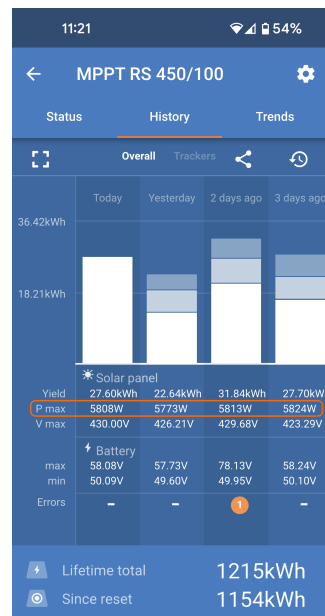 11:21 54%
MPPT RS 450/100
Status History Trends
Overall Trackers
Today Yesterday 2 days ago 3 days ago
36.42kWh
18.21kWh
Solar panel
Yield 27.60kWh 22.64kWh 31.84kWh 27.70kW
P max 5808W 5773W 5813W 5824W
V max 430.00V 426.21V 429.68V 423.29V
Battery
max 58.08V 57.73V 78.13V 58.24V
min 50.09V 49.60V 49.95V 50.10V
Errors – – 1 –
Lifetime total 1215kWh
Since reset 1154kWh